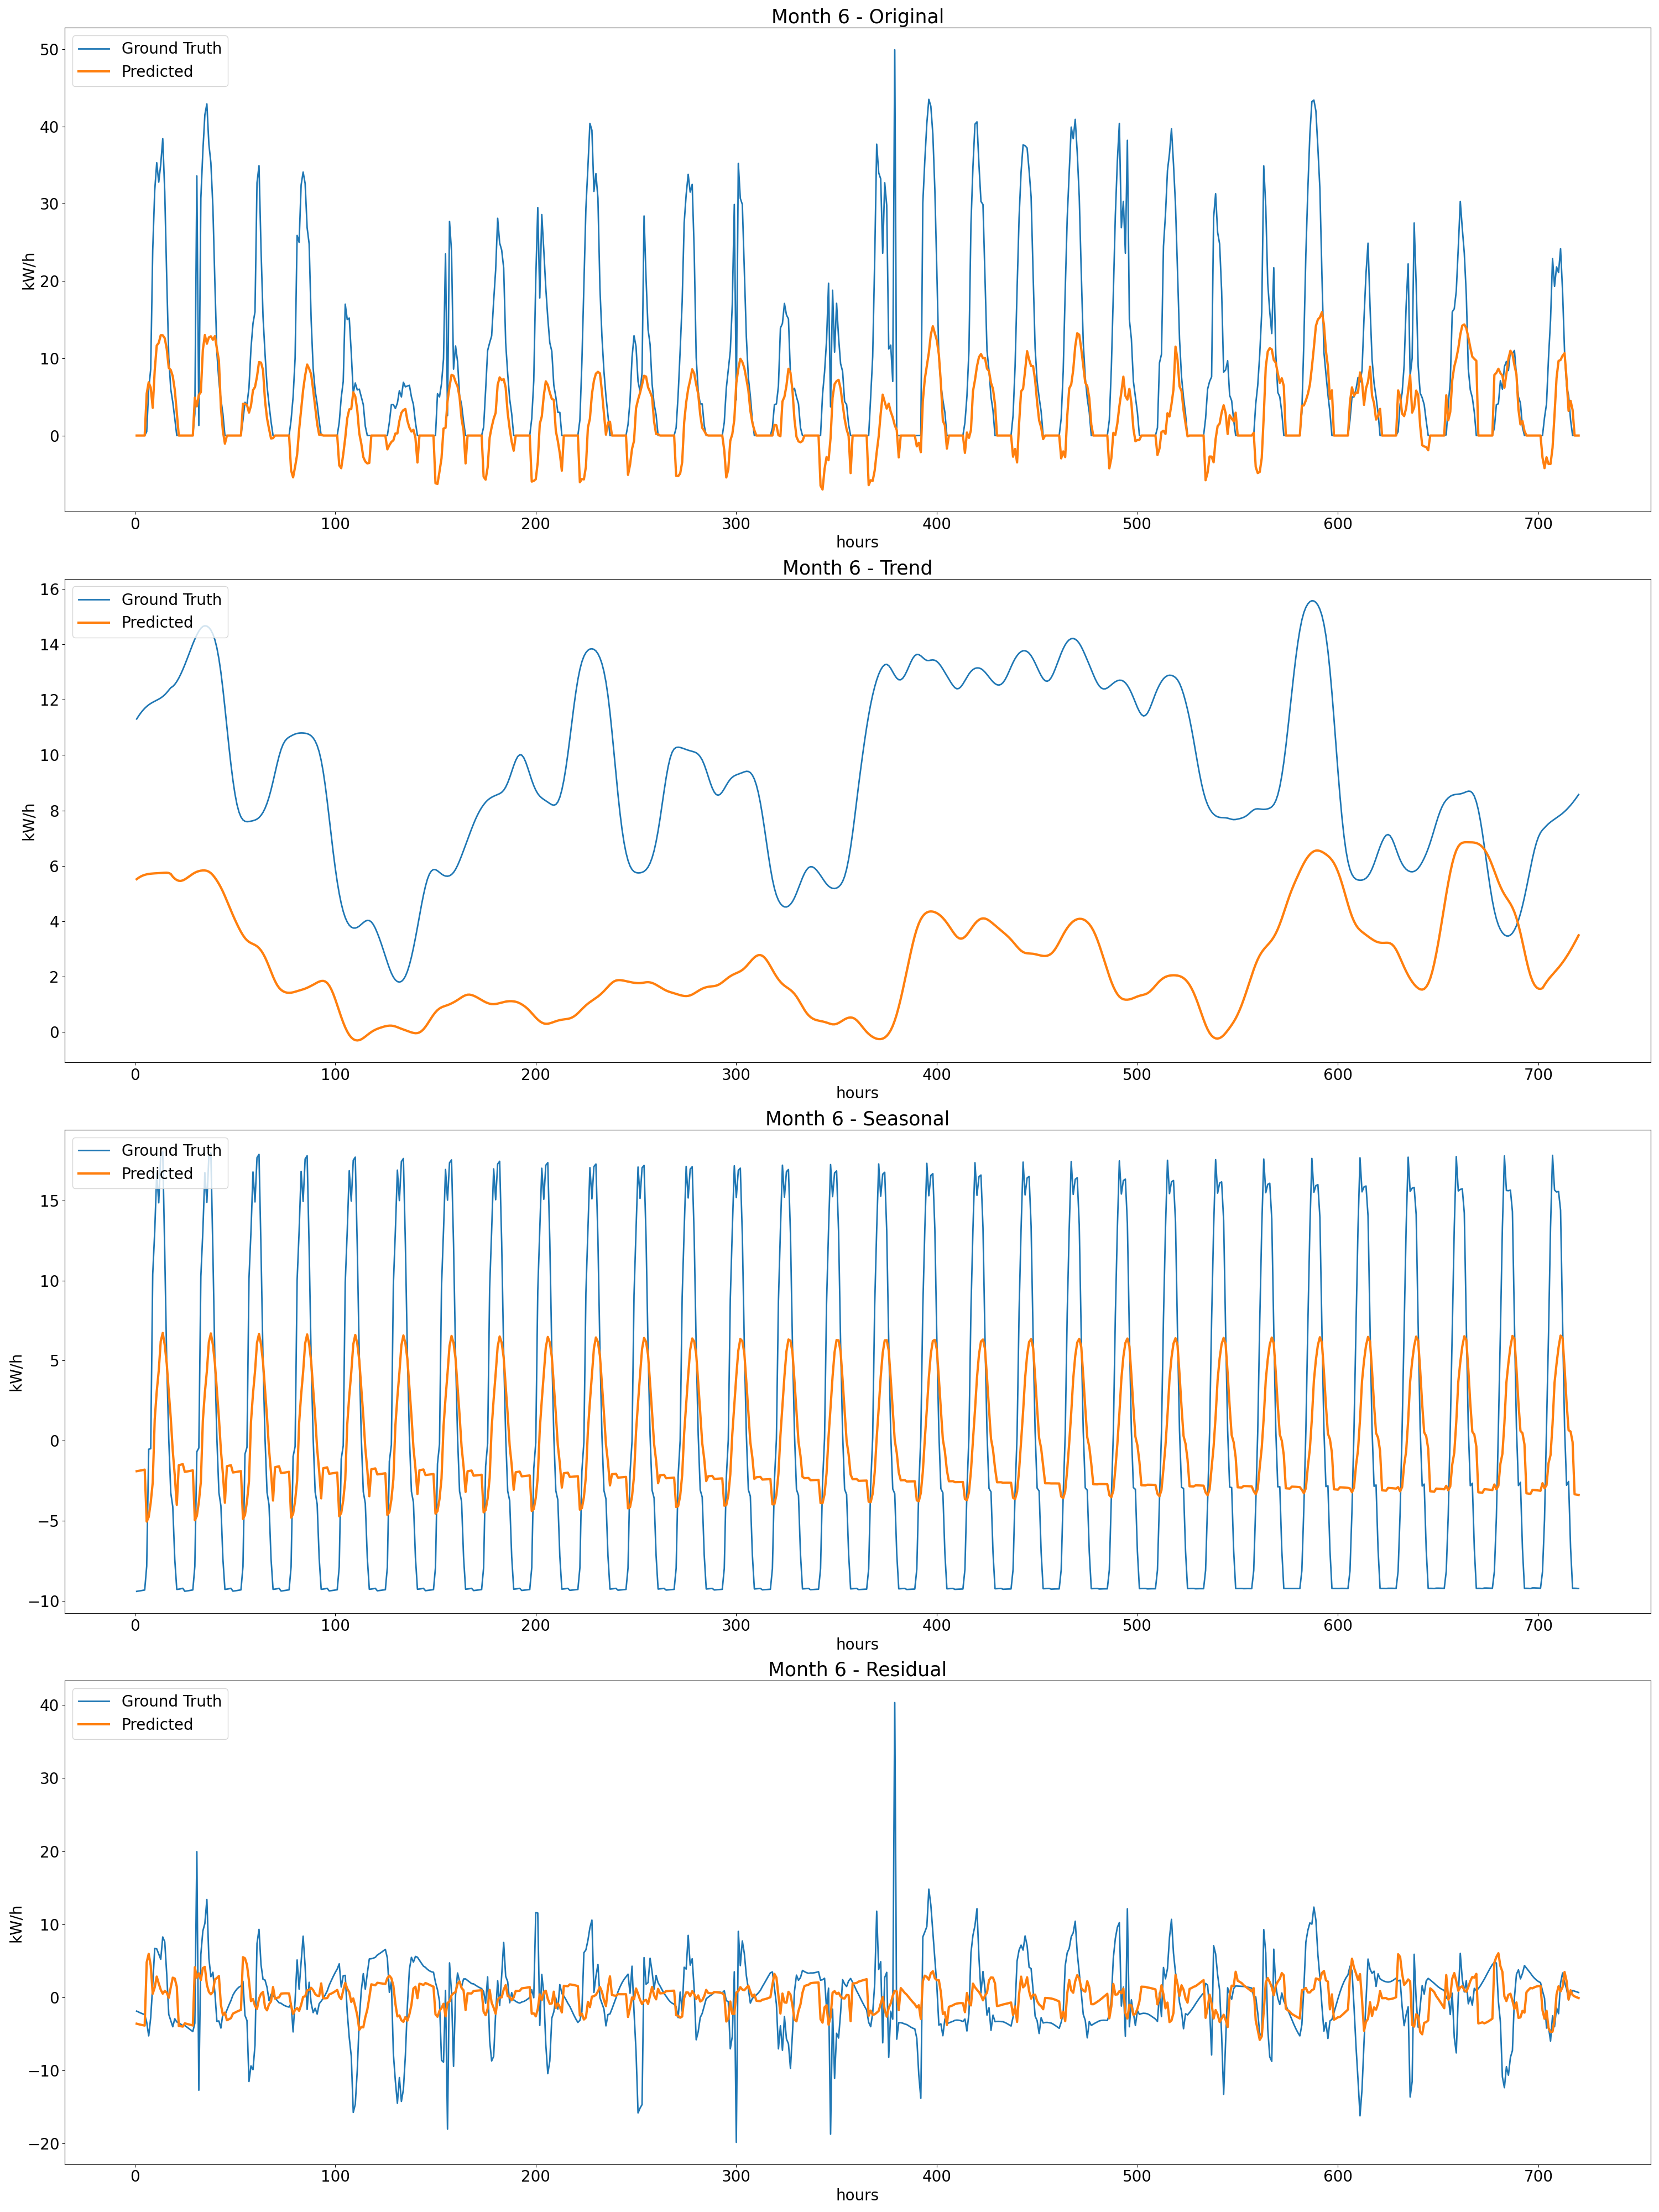 Month 6 - Original
Ground Truth
Predicted
50
40
30
20
10
0
kW/h
0 100 200 300 400 500 600 700
hours
Month 6 - Trend
Ground Truth
Predicted
16
14
12
10
8
6
4
2
0
kW/h
0 100 200 300 400 500 600 700
hours
Month 6 - Seasonal
Ground Truth
Predicted
15
10
5
0
−5
−10
kW/h
0 100 200 300 400 500 600 700
hours
Month 6 - Residual
Ground Truth
Predicted
40
30
20
10
0
−10
−20
kW/h
0 100 200 300 400 500 600 700
hours